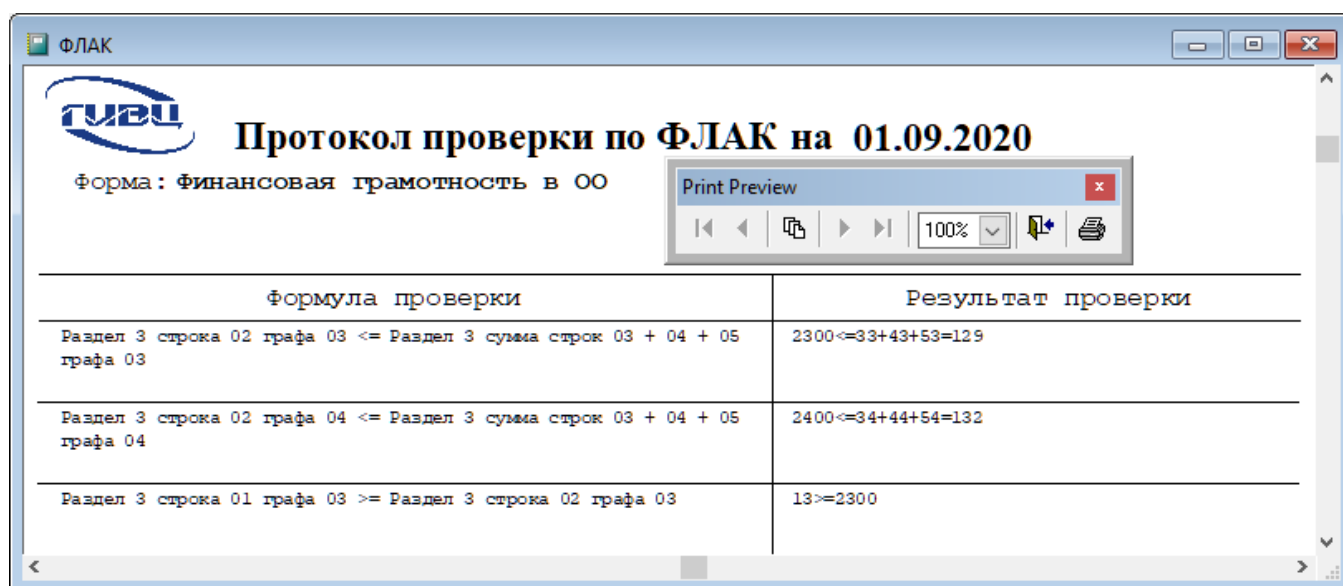 ФЛАК
ГИВЦ
Протокол проверки по ФЛАК на 01.09.2020
Форма: Финансовая грамотность в ОО
Print Preview
100%
Формула проверки
Результат проверки
Раздел 3 строка 02 графа 03 <= Раздел 3 сумма строк 03 + 04 + 05
графа 03
2300<=33+43+53=129
Раздел 3 строка 02 графа 04 <= Раздел 3 сумма строк 03 + 04 + 05
графа 04
2400<=34+44+54=132
Раздел 3 строка 01 графа 03 >= Раздел 3 строка 02 графа 03
13>=2300